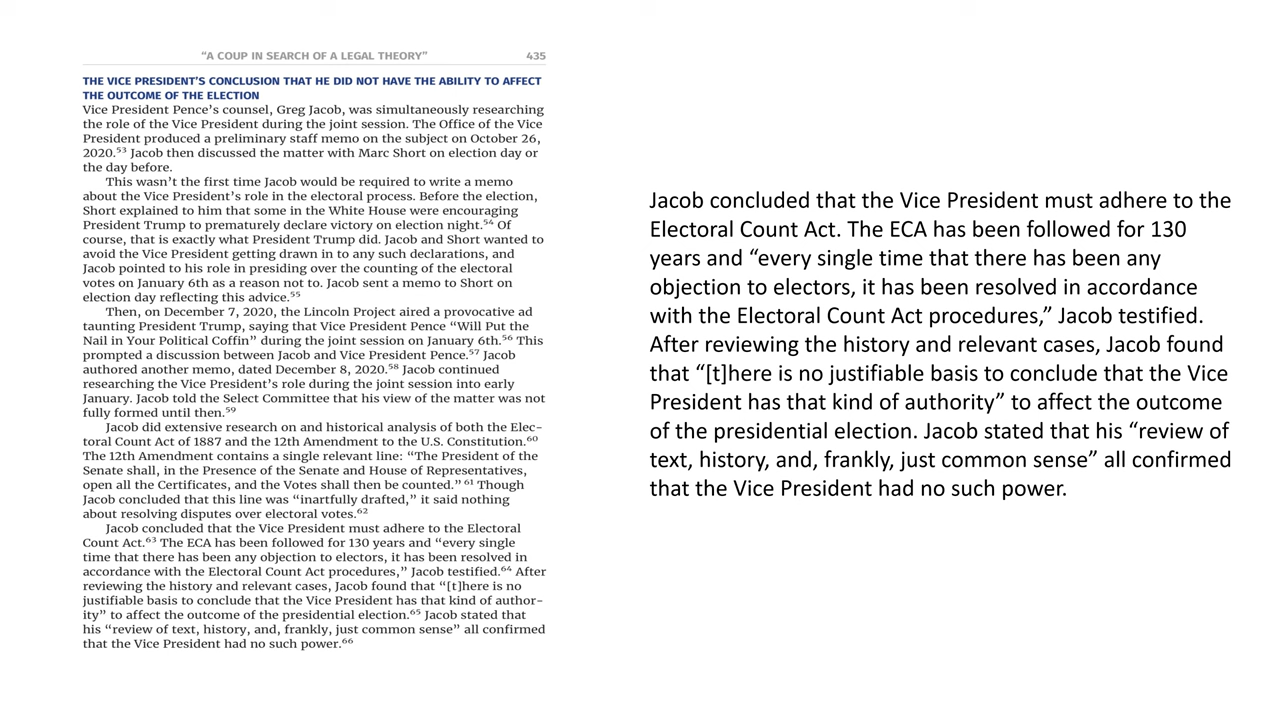 “A COUP IN SEARCH OF A LEGAL THEORY” 435
THE VICE PRESIDENT’S CONCLUSION THAT HE DID NOT HAVE THE ABILITY TO AFFECT
THE OUTCOME OF THE ELECTION
Vice President Pence’s counsel, Greg Jacob, was simultaneously researching
the role of the Vice President during the joint session. The Office of the Vice
President produced a preliminary staff memo on the subject on October 26,
2020.⁵³ Jacob then discussed the matter with Marc Short on election day or
the day before.
This wasn’t the first time Jacob would be required to write a memo
about the Vice President’s role in the electoral process. Before the election,
Short explained to him that some in the White House were encouraging
President Trump to prematurely declare victory on election night.⁵⁴ Of
course, that is exactly what President Trump did. Jacob and Short wanted to
avoid the Vice President getting drawn in to any such declarations, and
Jacob pointed to his role in presiding over the counting of the electoral
votes on January 6th as a reason not to. Jacob sent a memo to Short on
election day reflecting this advice.⁵⁵
Then, on December 7, 2020, the Lincoln Project aired a provocative ad
taunting President Trump, saying that Vice President Pence “Will Put the
Nail in Your Political Coffin” during the joint session on January 6th.⁵⁶ This
prompted a discussion between Jacob and Vice President Pence.⁵⁷ Jacob
authored another memo, dated December 8, 2020.⁵⁸ Jacob continued
researching the Vice President’s role during the joint session into early
January. Jacob told the Select Committee that his view of the matter was not
fully formed until then.⁵⁹
Jacob did extensive research on and historical analysis of both the Elec-
toral Count Act of 1887 and the 12th Amendment to the U.S. Constitution.⁶⁰
The 12th Amendment contains a single relevant line: “The President of the
Senate shall, in the Presence of the Senate and House of Representatives,
open all the Certificates, and the Votes shall then be counted.” ⁶¹ Though
Jacob concluded that this line was “inartfully drafted,” it said nothing
about resolving disputes over electoral votes.⁶²
Jacob concluded that the Vice President must adhere to the Electoral
Count Act.⁶³ The ECA has been followed for 130 years and “every single
time that there has been any objection to electors, it has been resolved in
accordance with the Electoral Count Act procedures,” Jacob testified.⁶⁴ After
reviewing the history and relevant cases, Jacob found that “[t]here is no
justifiable basis to conclude that the Vice President has that kind of author-
ity” to affect the outcome of the presidential election.⁶⁵ Jacob stated that
his “review of text, history, and, frankly, just common sense” all confirmed
that the Vice President had no such power.⁶⁶
Jacob concluded that the Vice President must adhere to the
Electoral Count Act. The ECA has been followed for 130
years and “every single time that there has been any
objection to electors, it has been resolved in accordance
with the Electoral Count Act procedures,” Jacob testified.
After reviewing the history and relevant cases, Jacob found
that “[t]here is no justifiable basis to conclude that the Vice
President has that kind of authority” to affect the outcome
of the presidential election. Jacob stated that his “review of
text, history, and, frankly, just common sense” all confirmed
that the Vice President had no such power.